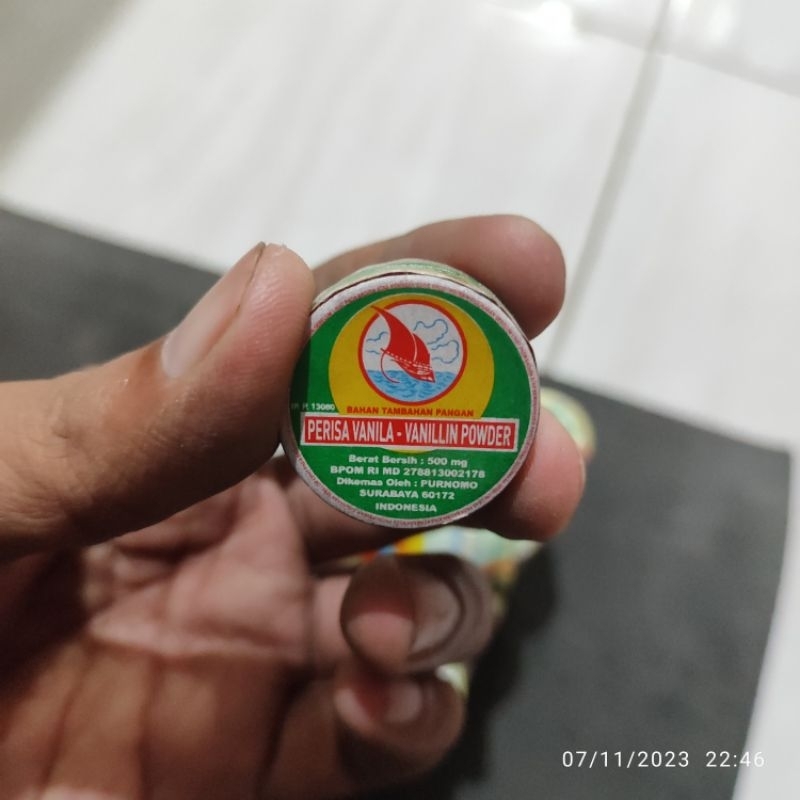 P. 13080
BAHAN TAMBAHAN PANGAN
PERISA VANILA - VANILLIN POWDER
Berat Bersih : 500 mg
BPOM RI MD 278813002178
Dikemas Oleh : PURNOMO
SURABAYA 60172
INDONESIA
07/11/2023 22:46